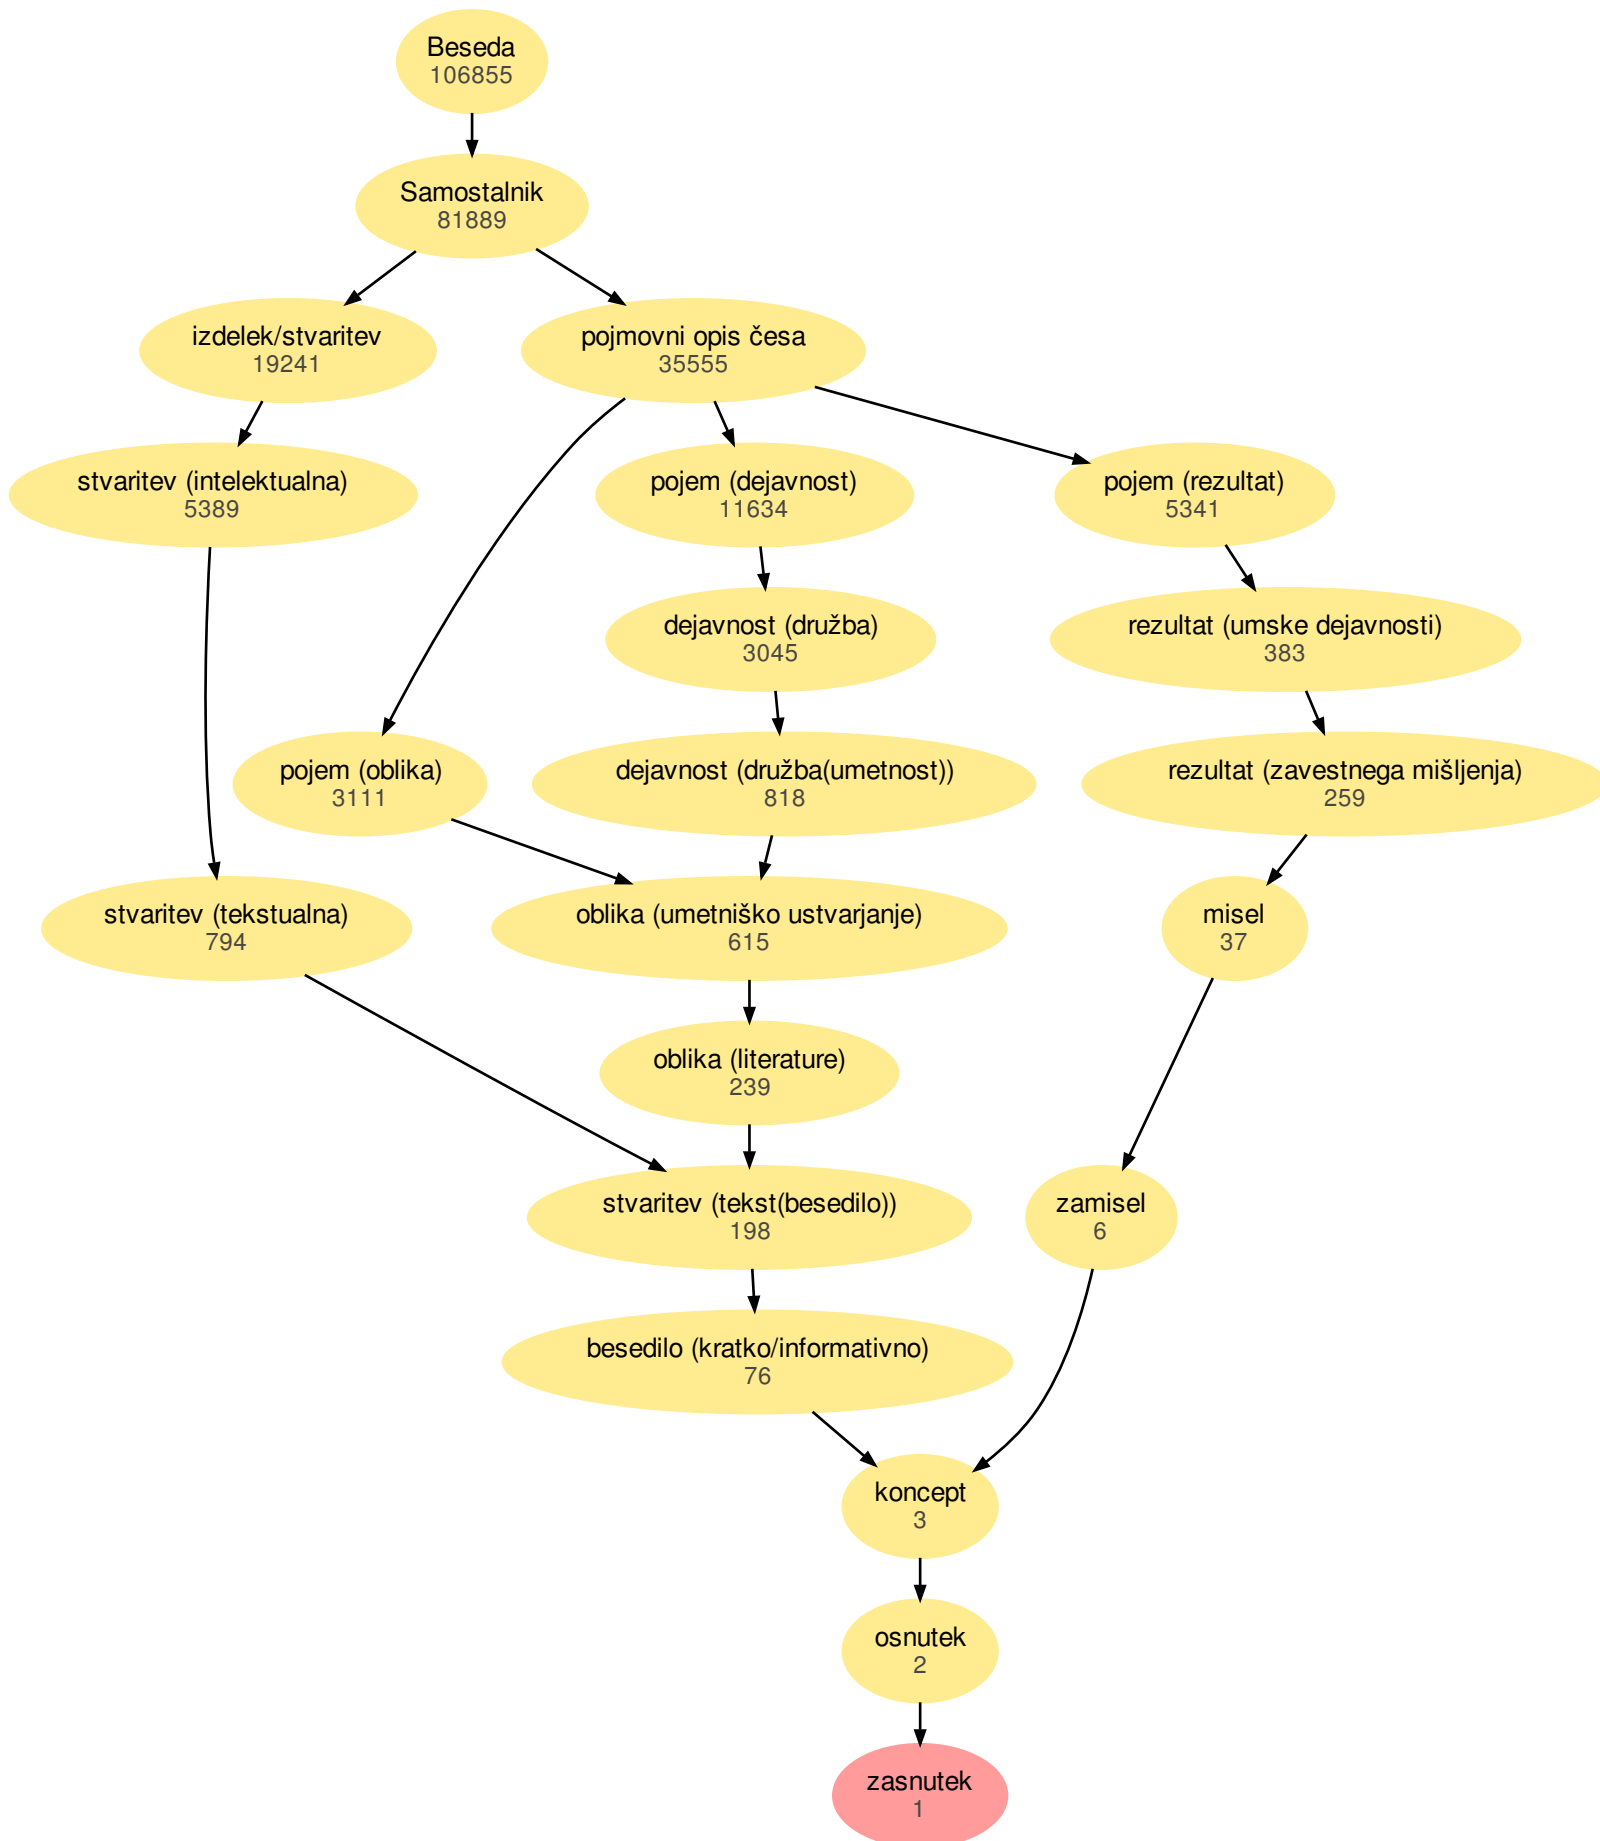 Beseda
106855
Samostalnik
81889
izdelek/stvaritev
19241
pojmovni opis česa
35555
stvaritev (intelektualna)
5389
pojem (dejavnost)
11634
pojem (rezultat)
5341
dejavnost (družba)
3045
rezultat (umske dejavnosti)
383
pojem (oblika)
3111
dejavnost (družba(umetnost))
818
rezultat (zavestnega mišljenja)
259
stvaritev (tekstualna)
794
oblika (umetniško ustvarjanje)
615
misel
37
oblika (literature)
239
stvaritev (tekst(besedilo))
198
zamisel
6
besedilo (kratko/informativno)
76
koncept
3
osnutek
2
zasnutek
1